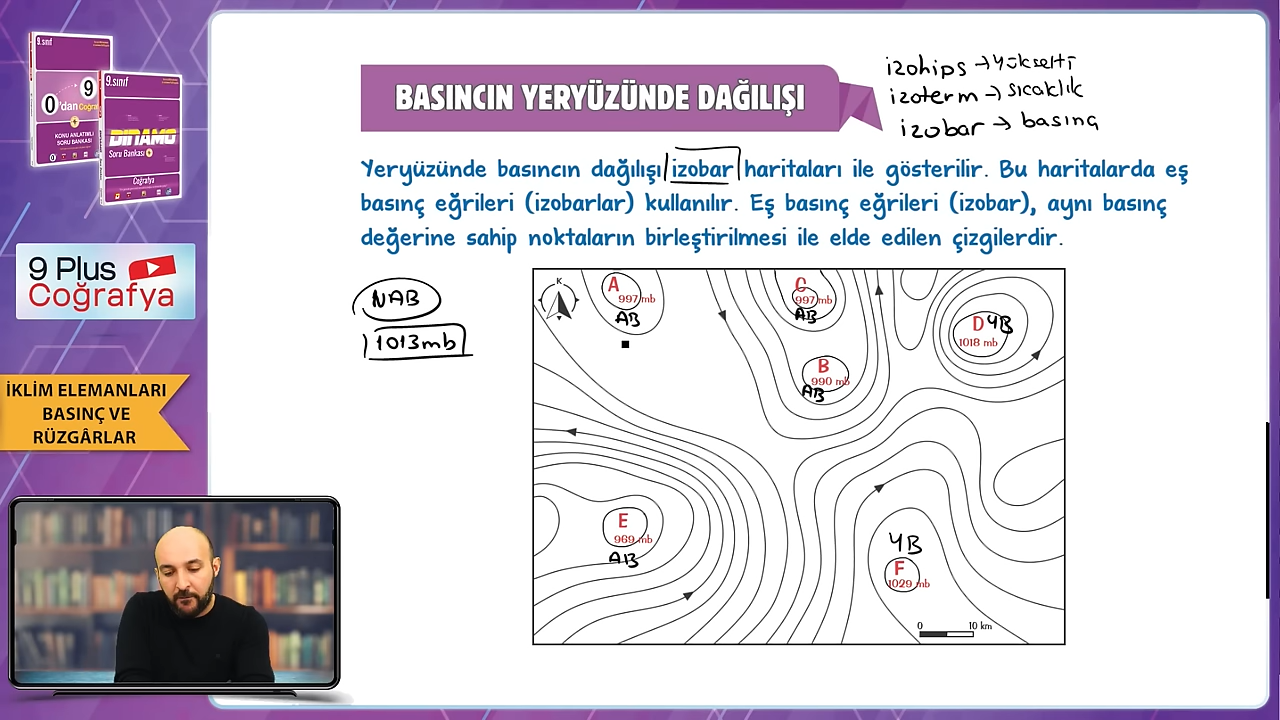 9.sınıf
0'dan 9
Coğrafya
KONU ANLATIMLI
SORU BANKASI
9.sınıf
DİNAMO
Soru Bankası
Coğrafya
9 Plus
Coğrafya
İKLİM ELEMANLARI
BASINÇ VE
RÜZGÂRLAR
BASINCIN YERYÜZÜNDE DAĞILIŞI
izohips → yükselti
izoterm → sıcaklık
izobar → basınç
Yeryüzünde basıncın dağılışı izobar haritaları ile gösterilir. Bu haritalarda eş
basınç eğrileri (izobarlar) kullanılır. Eş basınç eğrileri (izobar), aynı basınç
değerine sahip noktaların birleştirilmesi ile elde edilen çizgilerdir.
NAB
1013mb
K
A
997 mb
AB
C
997 mb
AB
B
990 mb
AB
D YB
1018 mb
E
969 mb
AB
YB
F
1029 mb
0 10 km